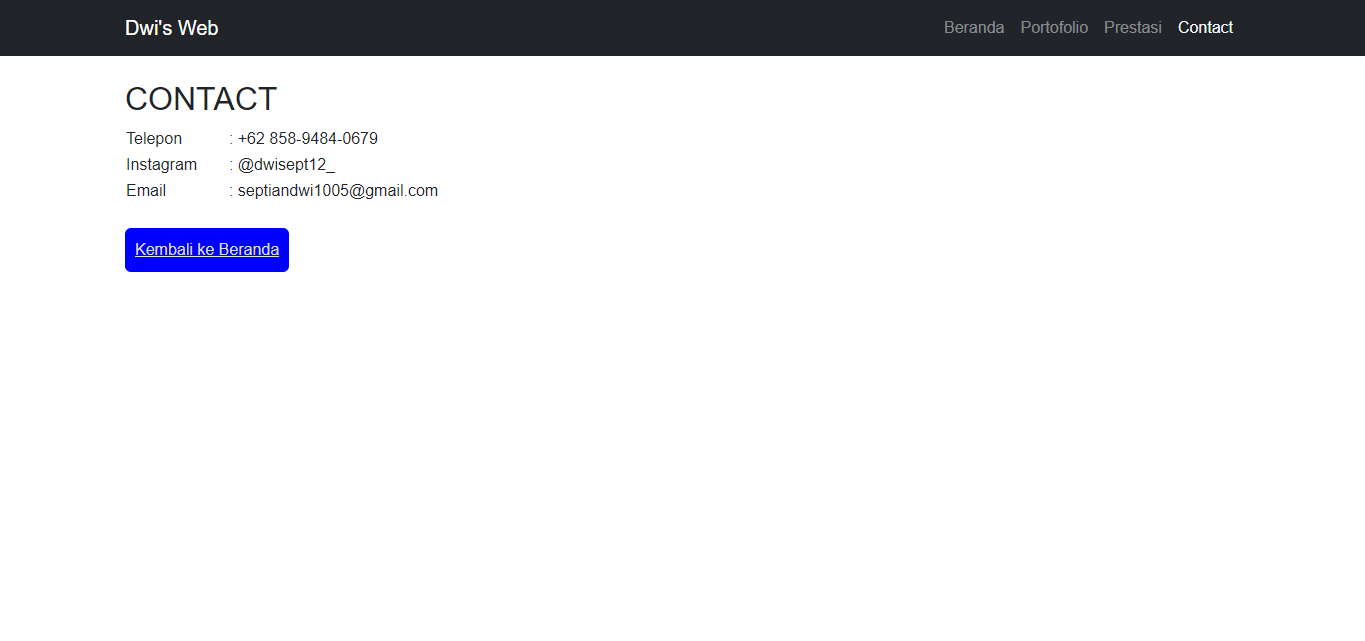 Dwi's Web Beranda Portofolio Prestasi Contact
CONTACT
Telepon : +62 858-9484-0679
Instagram : @dwisept12_
Email : septiandwi1005@gmail.com
Kembali ke Beranda